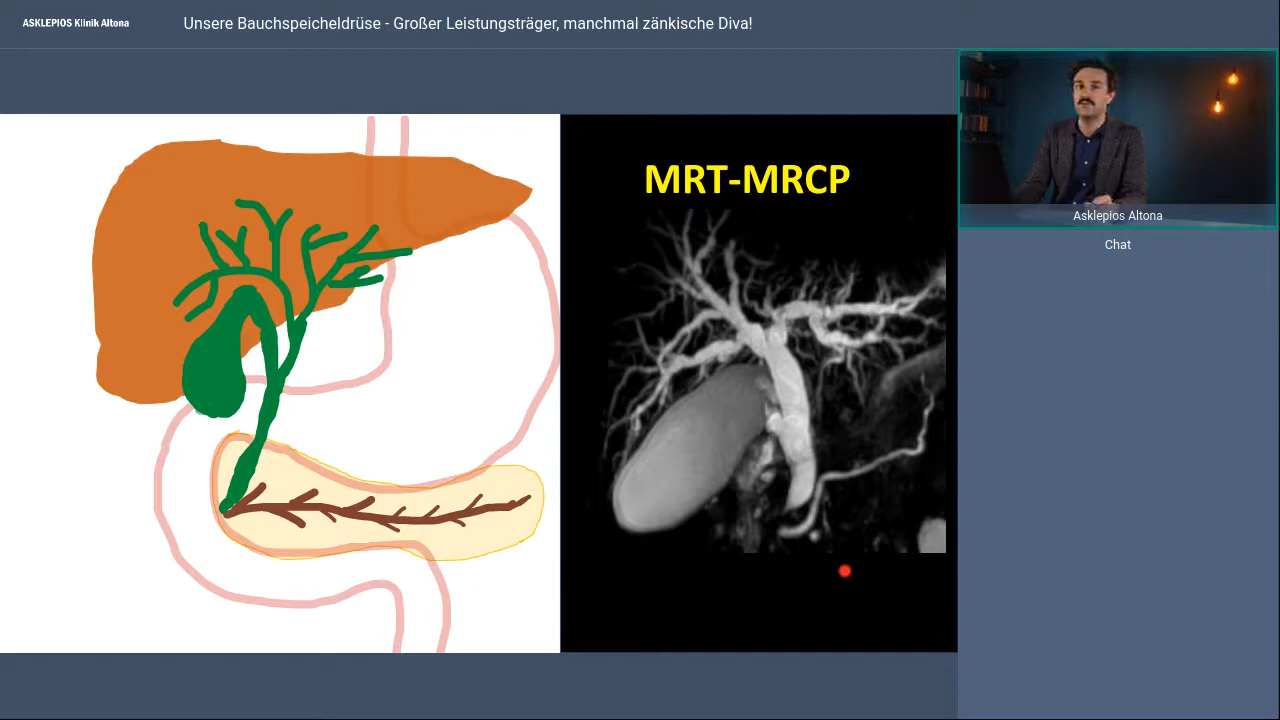 ASKLEPIOS Klinik Altona
Unsere Bauchspeicheldrüse - Großer Leistungsträger, manchmal zänkische Diva!
MRT-MRCP
Asklepios Altona
Chat